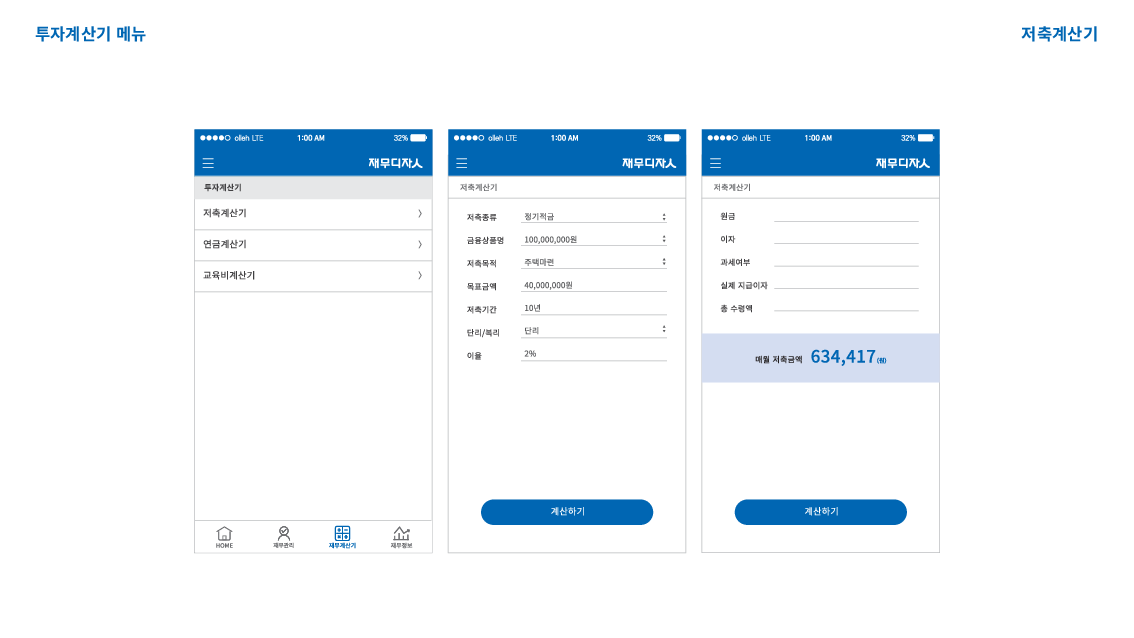 투자계산기 메뉴
저축계산기
olleh LTE 1:00 AM 32%
재무디자人
투자계산기
저축계산기
연금계산기
교육비계산기
HOME
재무관리
재무계산기
재무정보
olleh LTE 1:00 AM 32%
재무디자人
저축계산기
저축종류 정기적금
금융상품명 100,000,000원
저축목적 주택마련
목표금액 40,000,000원
저축기간 10년
단리/복리 단리
이율 2%
계산하기
olleh LTE 1:00 AM 32%
재무디자人
저축계산기
원금
이자
과세여부
실제 지급이자
총 수령액
매월 저축금액 634,417(원)
계산하기